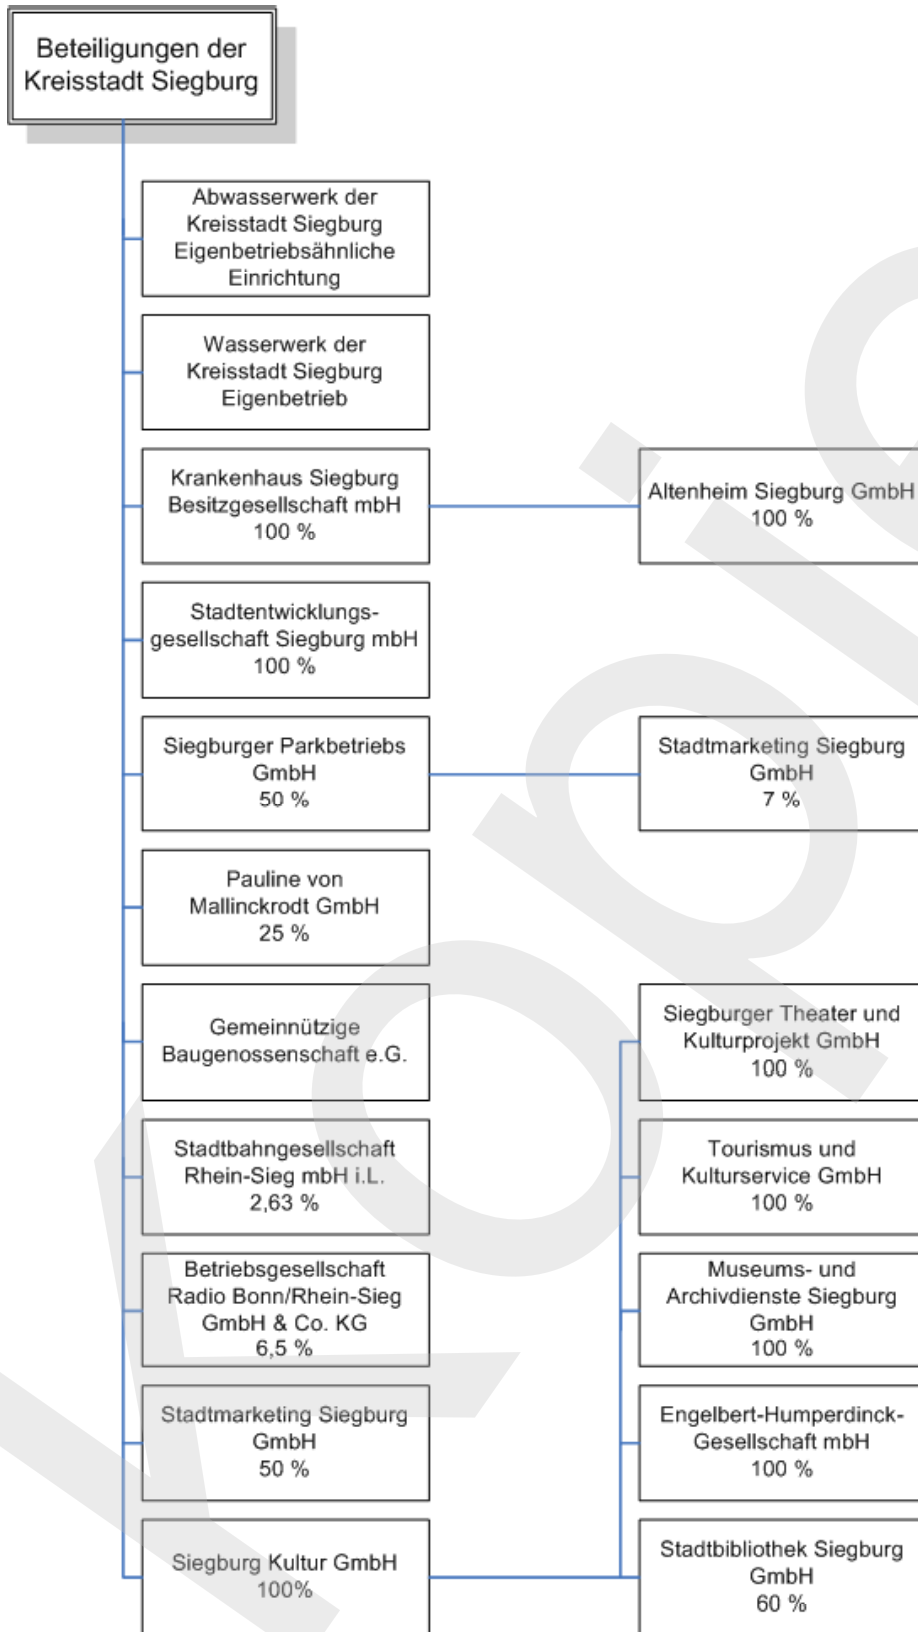 Beteiligungen der
Kreisstadt Siegburg
Abwasserwerk der
Kreisstadt Siegburg
Eigenbetriebsähnliche
Einrichtung
Wasserwerk der
Kreisstadt Siegburg
Eigenbetrieb
Krankenhaus Siegburg
Besitzgesellschaft mbH
100 %
Altenheim Siegburg GmbH
100 %
Stadtentwicklungs-
gesellschaft Siegburg mbH
100 %
Siegburger Parkbetriebs
GmbH
50 %
Stadtmarketing Siegburg
GmbH
7 %
Pauline von
Mallinckrodt GmbH
25 %
Gemeinnützige
Baugenossenschaft e.G.
Siegburger Theater und
Kulturprojekt GmbH
100 %
Stadtbahngesellschaft
Rhein-Sieg mbH i.L.
2,63 %
Tourismus und
Kulturservice GmbH
100 %
Betriebsgesellschaft
Radio Bonn/Rhein-Sieg
GmbH & Co. KG
6,5 %
Museums- und
Archivdienste Siegburg
GmbH
100 %
Stadtmarketing Siegburg
GmbH
50 %
Engelbert-Humperdinck-
Gesellschaft mbH
100 %
Siegburg Kultur GmbH
100%
Stadtbibliothek Siegburg
GmbH
60 %
Kopie